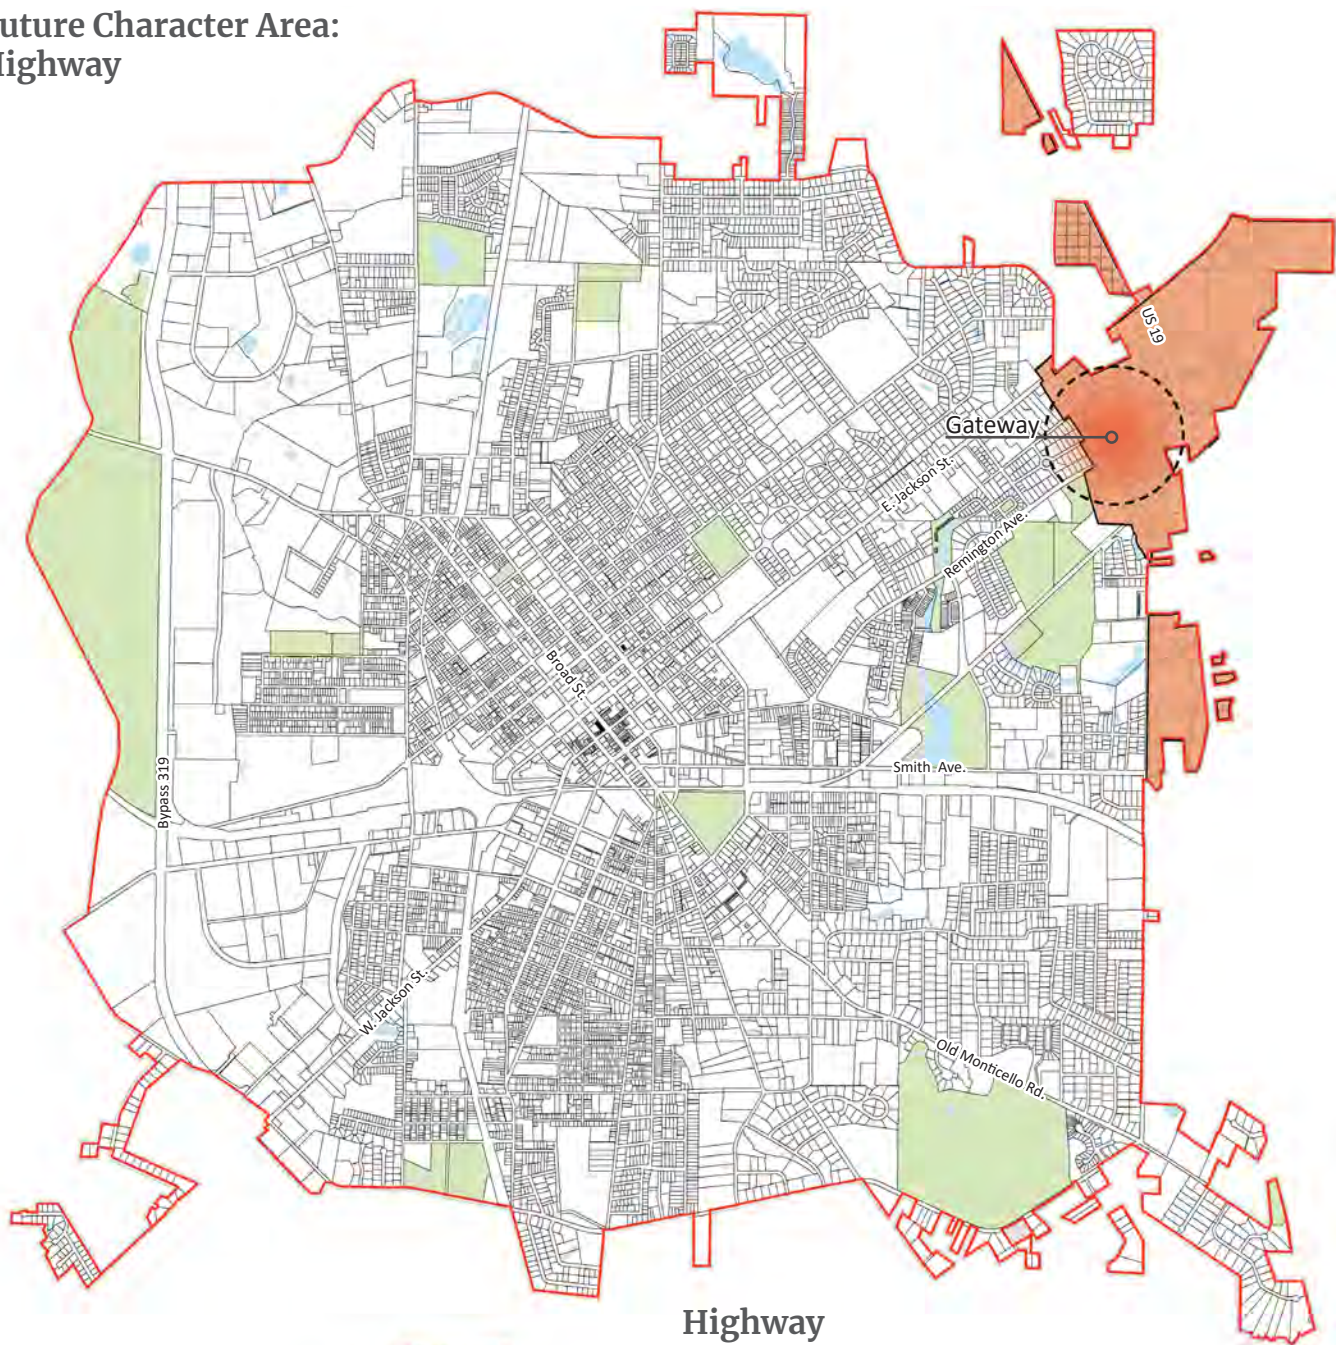 uture Character Area:
Highway
US 19
Gateway
E. Jackson St.
Remington Ave.
Broad St.
Smith Ave.
Bypass 319
W. Jackson St.
Old Monticello Rd.
Highway